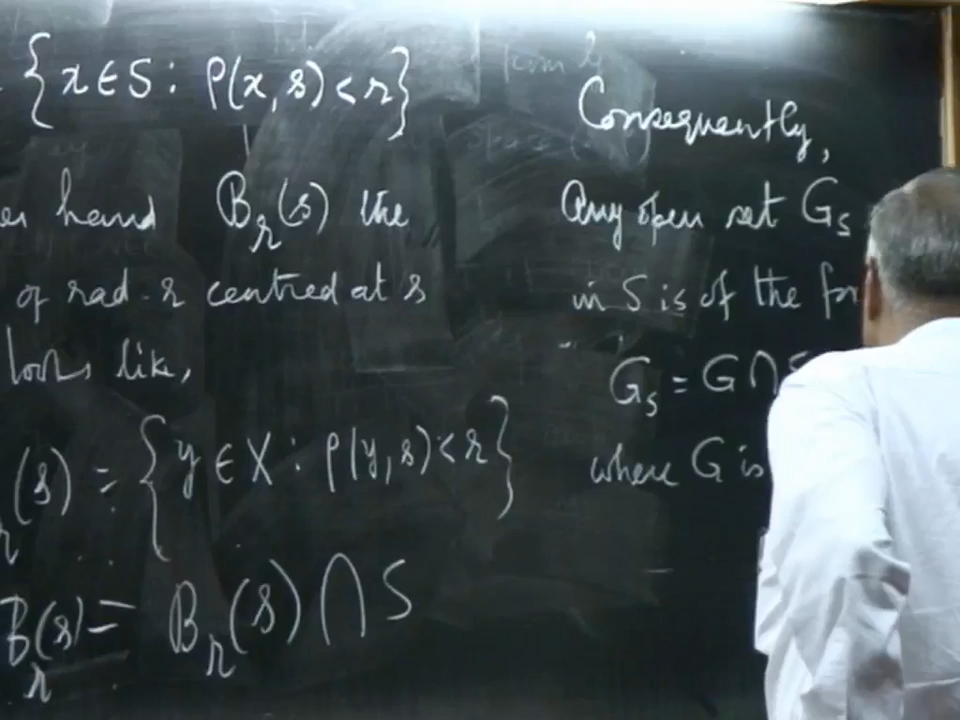 {x ∈ S : ρ(x, s) < r}
hand B_r(s) the
of rad. r centred at s
looks like,
(s) = {y ∈ X : ρ(y, s) < r}
B_r(s) = B_r(s) ∩ S
Consequently,
Any open set G_s
in S is of the
G_s = G ∩ S
where G is